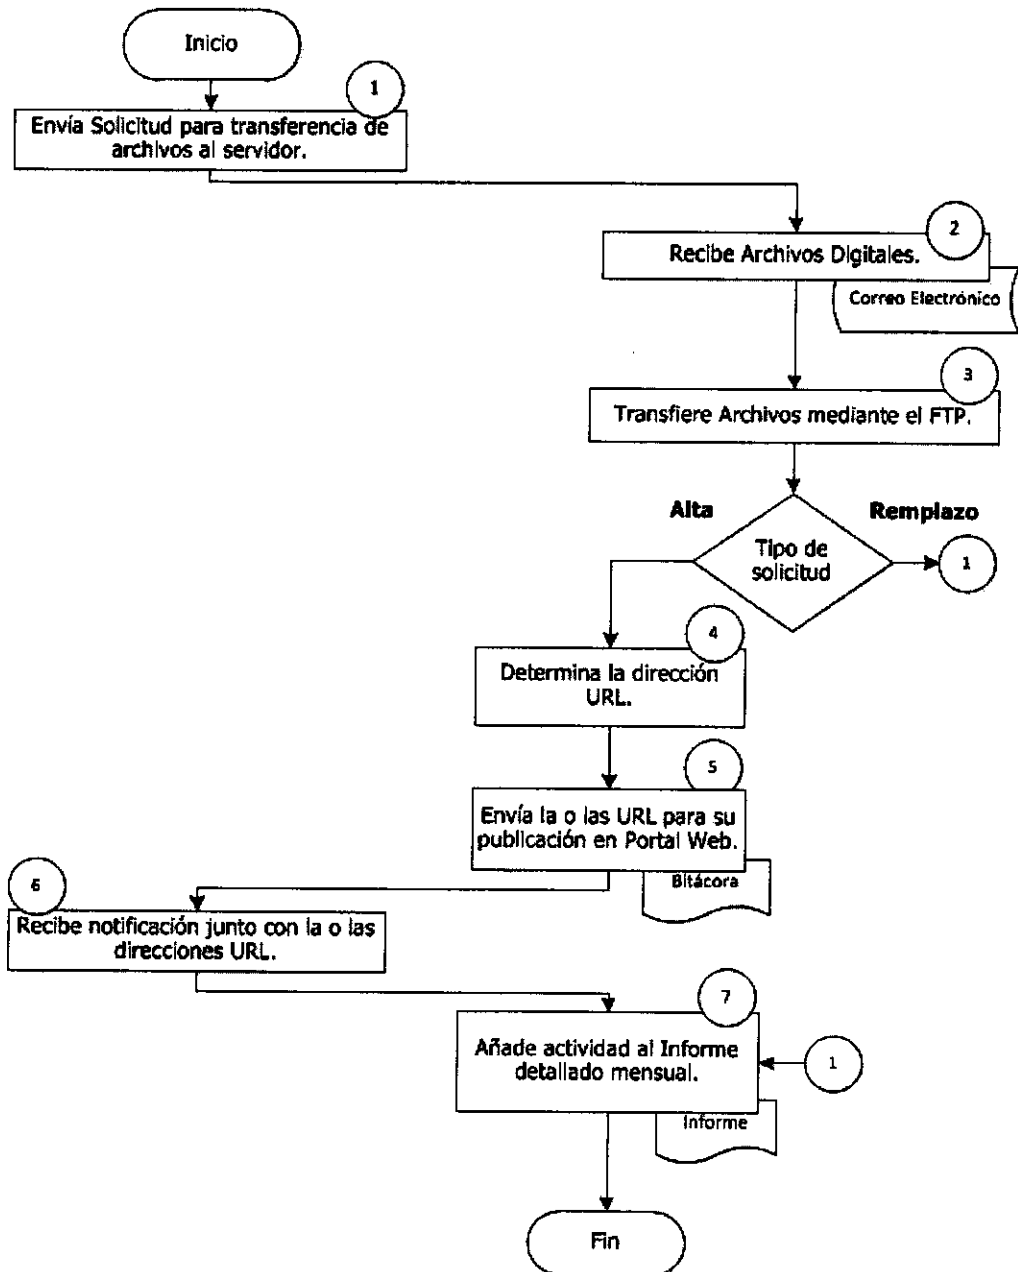 Inicio
1
Envía Solicitud para transferencia de
archivos al servidor.
2
Recibe Archivos Digitales.
Correo Electrónico
3
Transfiere Archivos mediante el FTP.
Alta
Remplazo
Tipo de
solicitud
1
4
Determina la dirección
URL.
5
Envía la o las URL para su
publicación en Portal Web.
Bitácora
6
Recibe notificación junto con la o las
direcciones URL.
7
Añade actividad al Informe
detallado mensual.
1
Informe
Fin